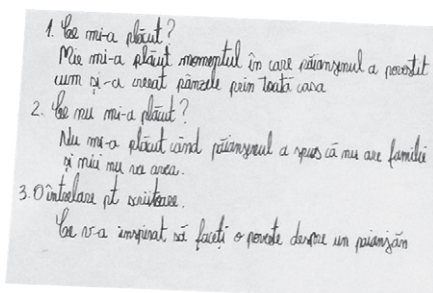 1. Ce mi-a plăcut?
Mie mi-a plăcut momentul în care păianjenul a povestit
cum și-a creeat pânzele prin toată casa
2. Ce nu mi-a plăcut?
Nu mi-a plăcut când păianjenul a spus că nu are familie
și nici nu va avea.
3. O întrebare pt scriitoare.
Ce v-a inspirat să faceți o poveste despre un paianjăn